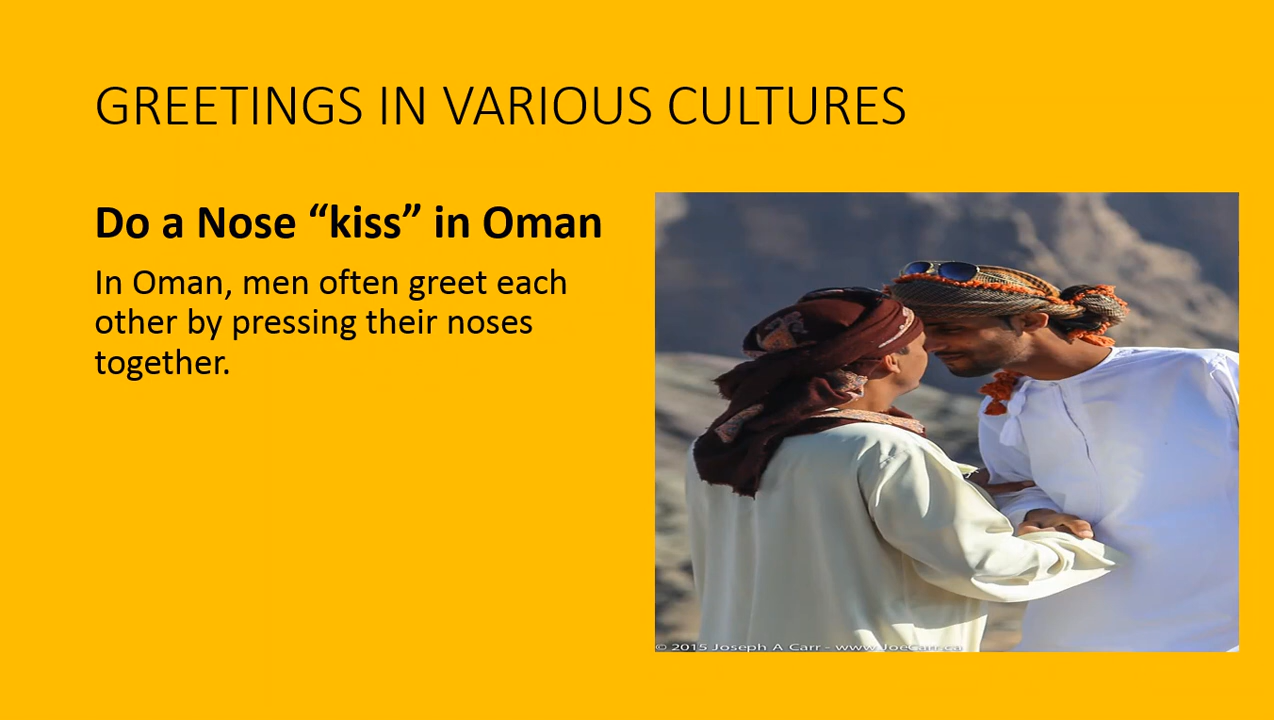 GREETINGS IN VARIOUS CULTURES
Do a Nose “kiss” in Oman
In Oman, men often greet each
other by pressing their noses
together.
© 2015 Joseph A Carr - www.JoeCarr.ca